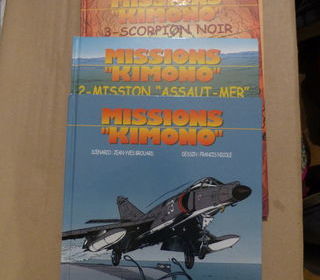 MISSIONS
"KIMONO"
3-SCORPION NOIR
MISSIONS
"KIMONO"
2-MISSION "ASSAUT-MER"
MISSIONS
"KIMONO"
SCÉNARIO : JEAN-YVES BROUARD
DESSIN : FRANCIS NICOLE